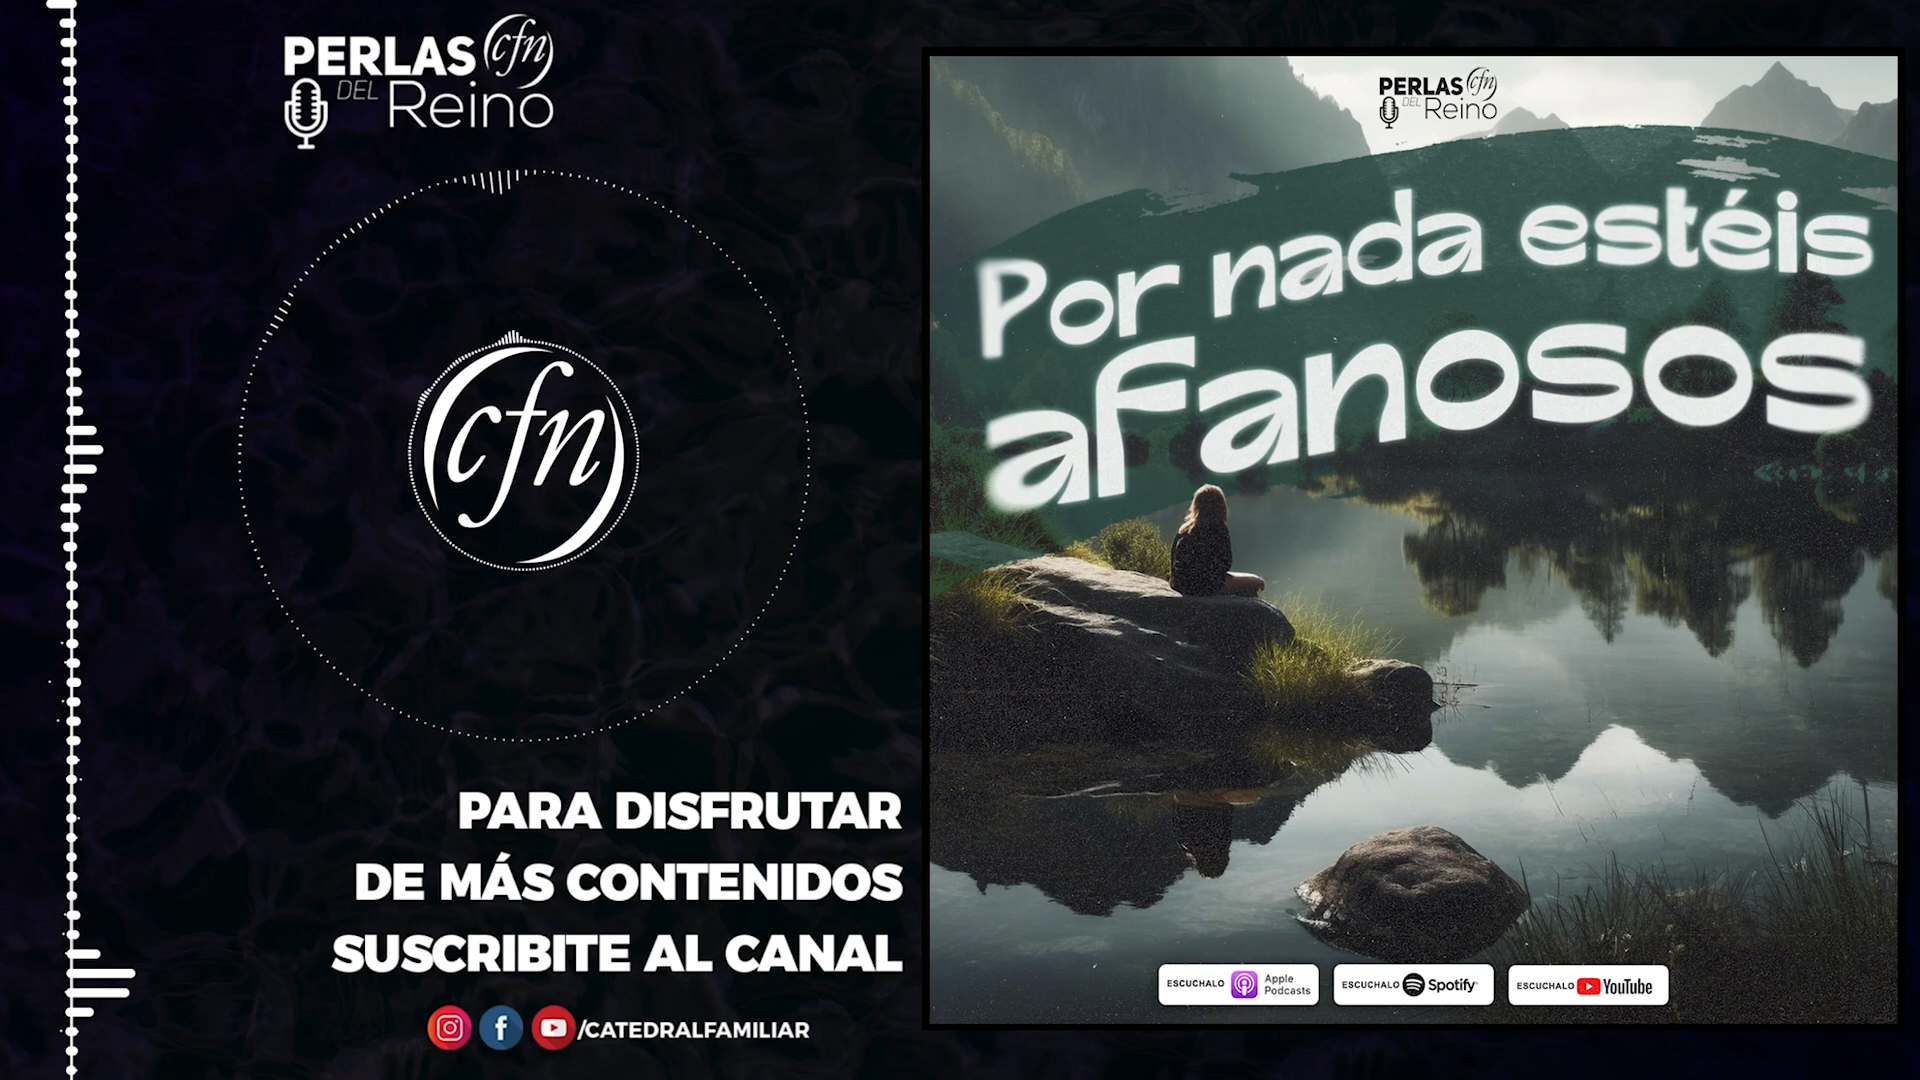 PERLAS cfn
DEL Reino
cfn
PARA DISFRUTAR
DE MÁS CONTENIDOS
SUSCRIBITE AL CANAL
/CATEDRALFAMILIAR
PERLAS cfn
DEL Reino
Por nada estéis
afanosos
ESCUCHALO Apple Podcasts
ESCUCHALO Spotify
ESCUCHALO YouTube